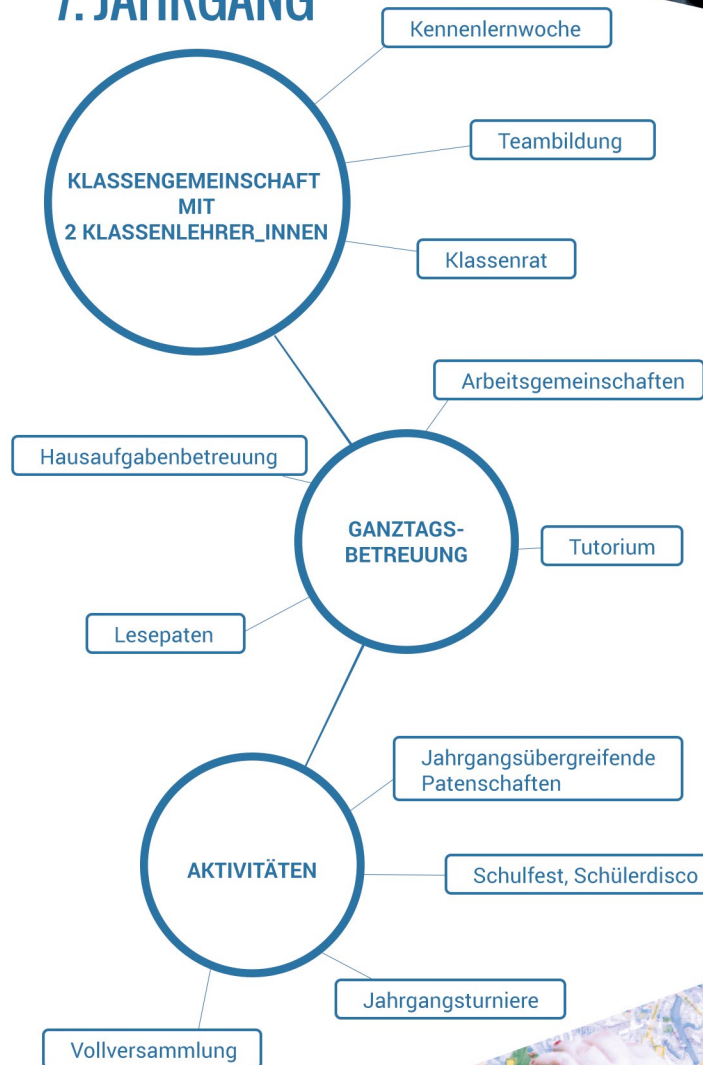 7. JAHRGANG
Kennenlernwoche
Teambildung
KLASSENGEMEINSCHAFT
MIT
2 KLASSENLEHRER_INNEN
Klassenrat
Arbeitsgemeinschaften
Hausaufgabenbetreuung
GANZTAGS-
BETREUUNG
Tutorium
Lesepaten
Jahrgangsübergreifende
Patenschaften
AKTIVITÄTEN
Schulfest, Schülerdisco
Jahrgangsturniere
Vollversammlung